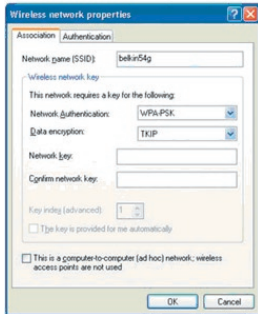 Wireless network properties
Association Authentication
Network name (SSID): belkin54g
Wireless network key
This network requires a key for the following:
Network Authentication: WPA-PSK
Data encryption: TKIP
Network key:
Confirm network key:
Key index (advanced): 1
The key is provided for me automatically
This is a computer-to-computer (ad hoc) network; wireless
access points are not used
OK Cancel